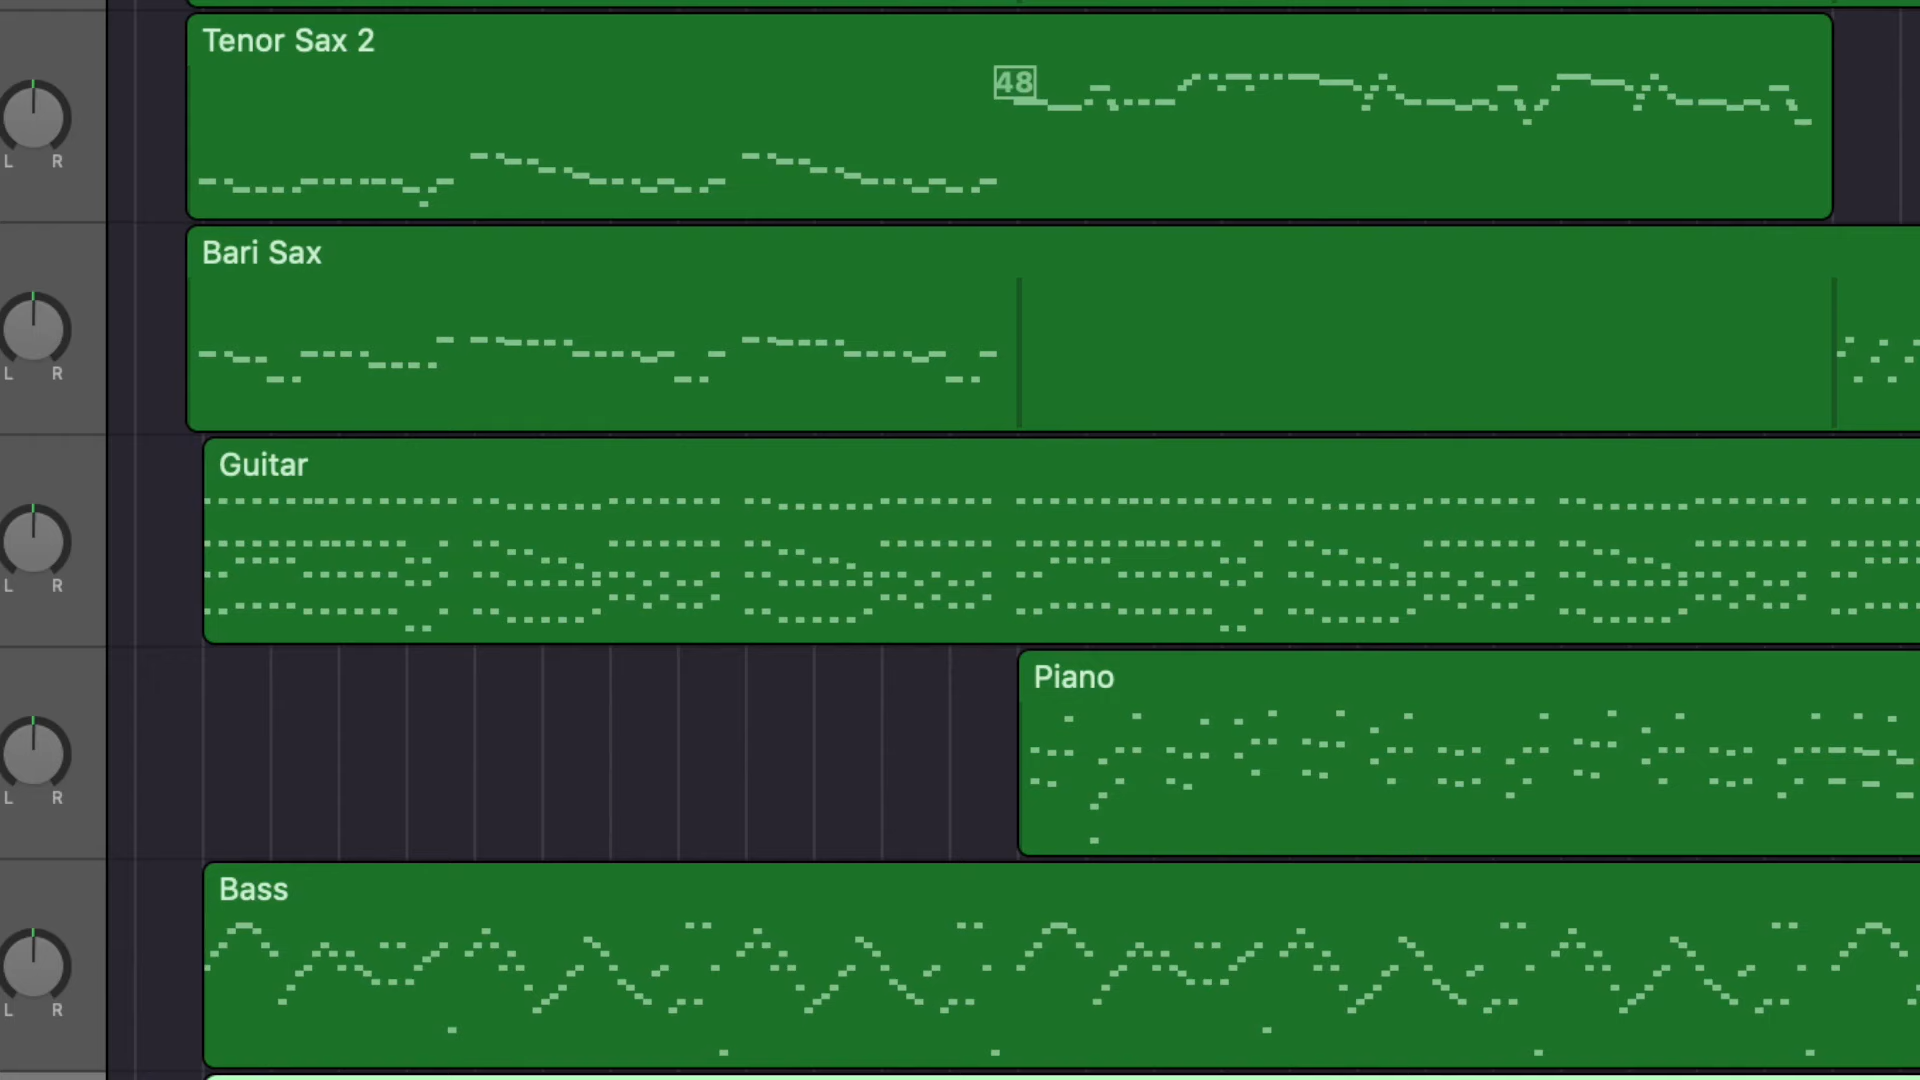 Tenor Sax 2
48
L R
Bari Sax
L R
Guitar
L R
Piano
L R
Bass
L R